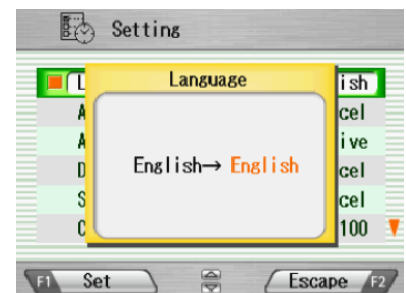 Setting
Language
L ish
A cel
A ive
D cel
English→ English
S cel
C 100
F1 Set Escape F2